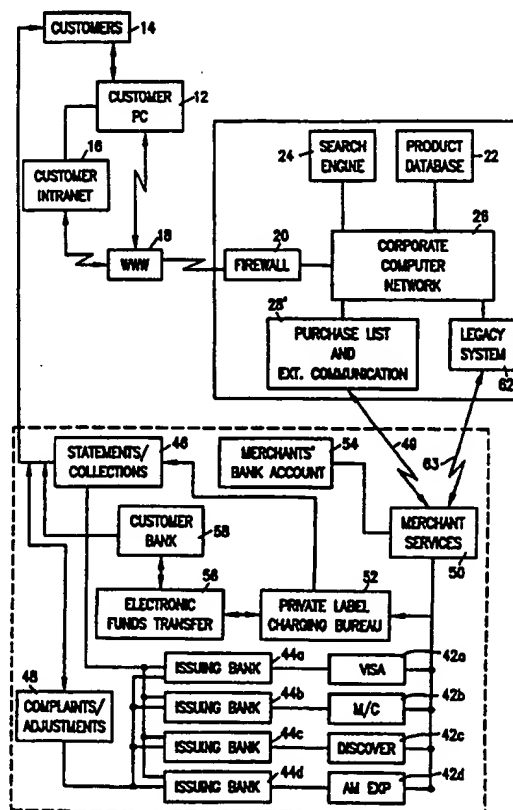 CUSTOMERS
14
CUSTOMER
PC
12
16
CUSTOMER
INTRANET
18
WWW
24
SEARCH
ENGINE
PRODUCT
DATABASE
22
26
20
FIREWALL
CORPORATE
COMPUTER
NETWORK
28'
PURCHASE LIST
AND
EXT. COMMUNICATION
LEGACY
SYSTEM
62
46
STATEMENTS/
COLLECTIONS
54
MERCHANTS'
BANK ACCOUNT
49
63
MERCHANT
SERVICES
50
CUSTOMER
BANK
58
56
ELECTRONIC
FUNDS TRANSFER
52
PRIVATE LABEL
CHARGING BUREAU
48
COMPLAINTS/
ADJUSTMENTS
ISSUING BANK
44a
VISA
42a
ISSUING BANK
44b
M/C
42b
ISSUING BANK
44c
DISCOVER
42c
ISSUING BANK
44d
AM EXP
42d